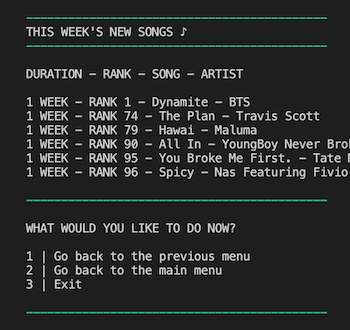 THIS WEEK'S NEW SONGS ♪
DURATION – RANK – SONG – ARTIST
1 WEEK – RANK 1 – Dynamite – BTS
1 WEEK – RANK 74 – The Plan – Travis Scott
1 WEEK – RANK 79 – Hawai – Maluma
1 WEEK – RANK 90 – All In – YoungBoy Never Bro
1 WEEK – RANK 95 – You Broke Me First. – Tate
1 WEEK – RANK 96 – Spicy – Nas Featuring Fivio
WHAT WOULD YOU LIKE TO DO NOW?
1 | Go back to the previous menu
2 | Go back to the main menu
3 | Exit